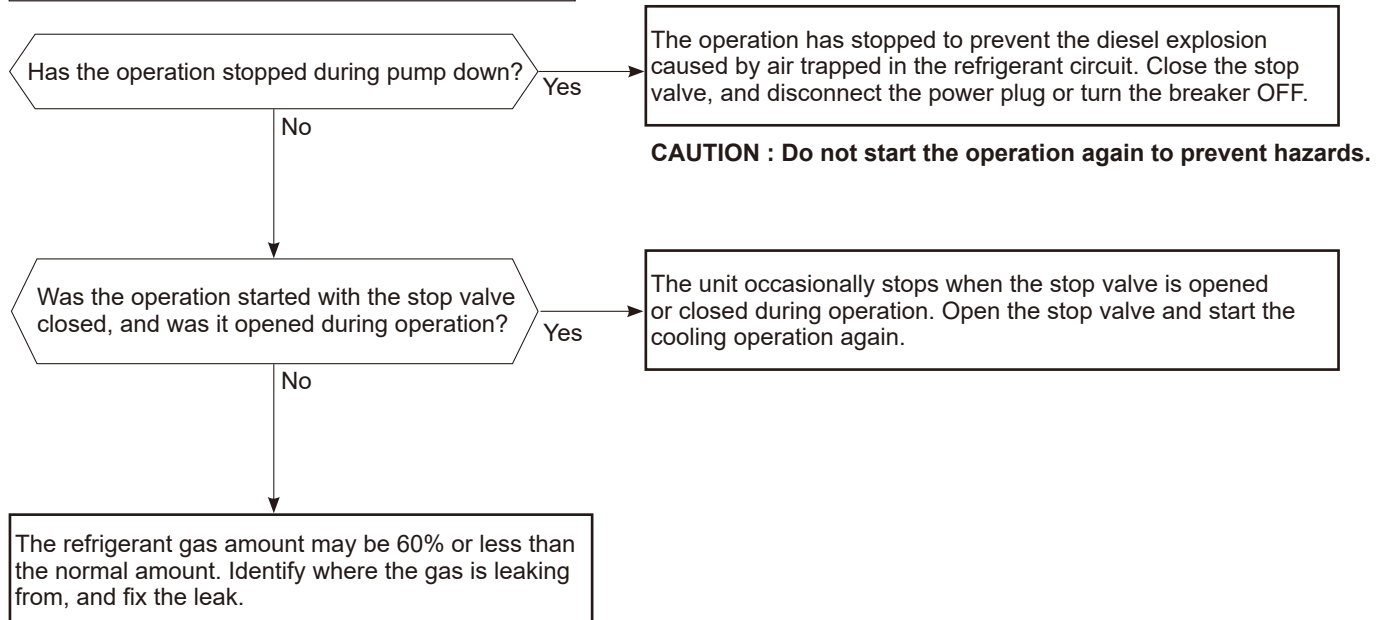 Has the operation stopped during pump down?
Yes
The operation has stopped to prevent the diesel explosion
caused by air trapped in the refrigerant circuit. Close the stop
valve, and disconnect the power plug or turn the breaker OFF.
CAUTION : Do not start the operation again to prevent hazards.
No
Was the operation started with the stop valve
closed, and was it opened during operation?
Yes
The unit occasionally stops when the stop valve is opened
or closed during operation. Open the stop valve and start the
cooling operation again.
No
The refrigerant gas amount may be 60% or less than
the normal amount. Identify where the gas is leaking
from, and fix the leak.